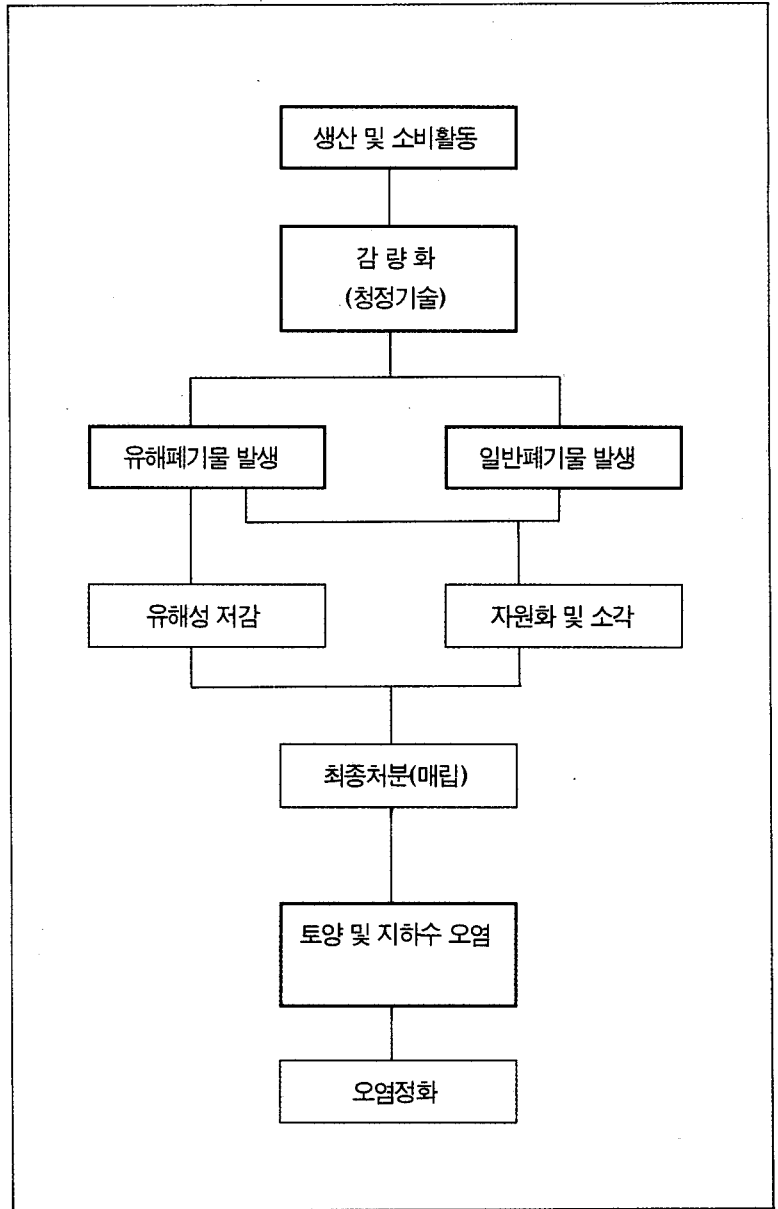 생산 및 소비활동
감 량 화
(청정기술)
유해폐기물 발생
일반폐기물 발생
유해성 저감
자원화 및 소각
최종처분(매립)
토양 및 지하수 오염
오염정화